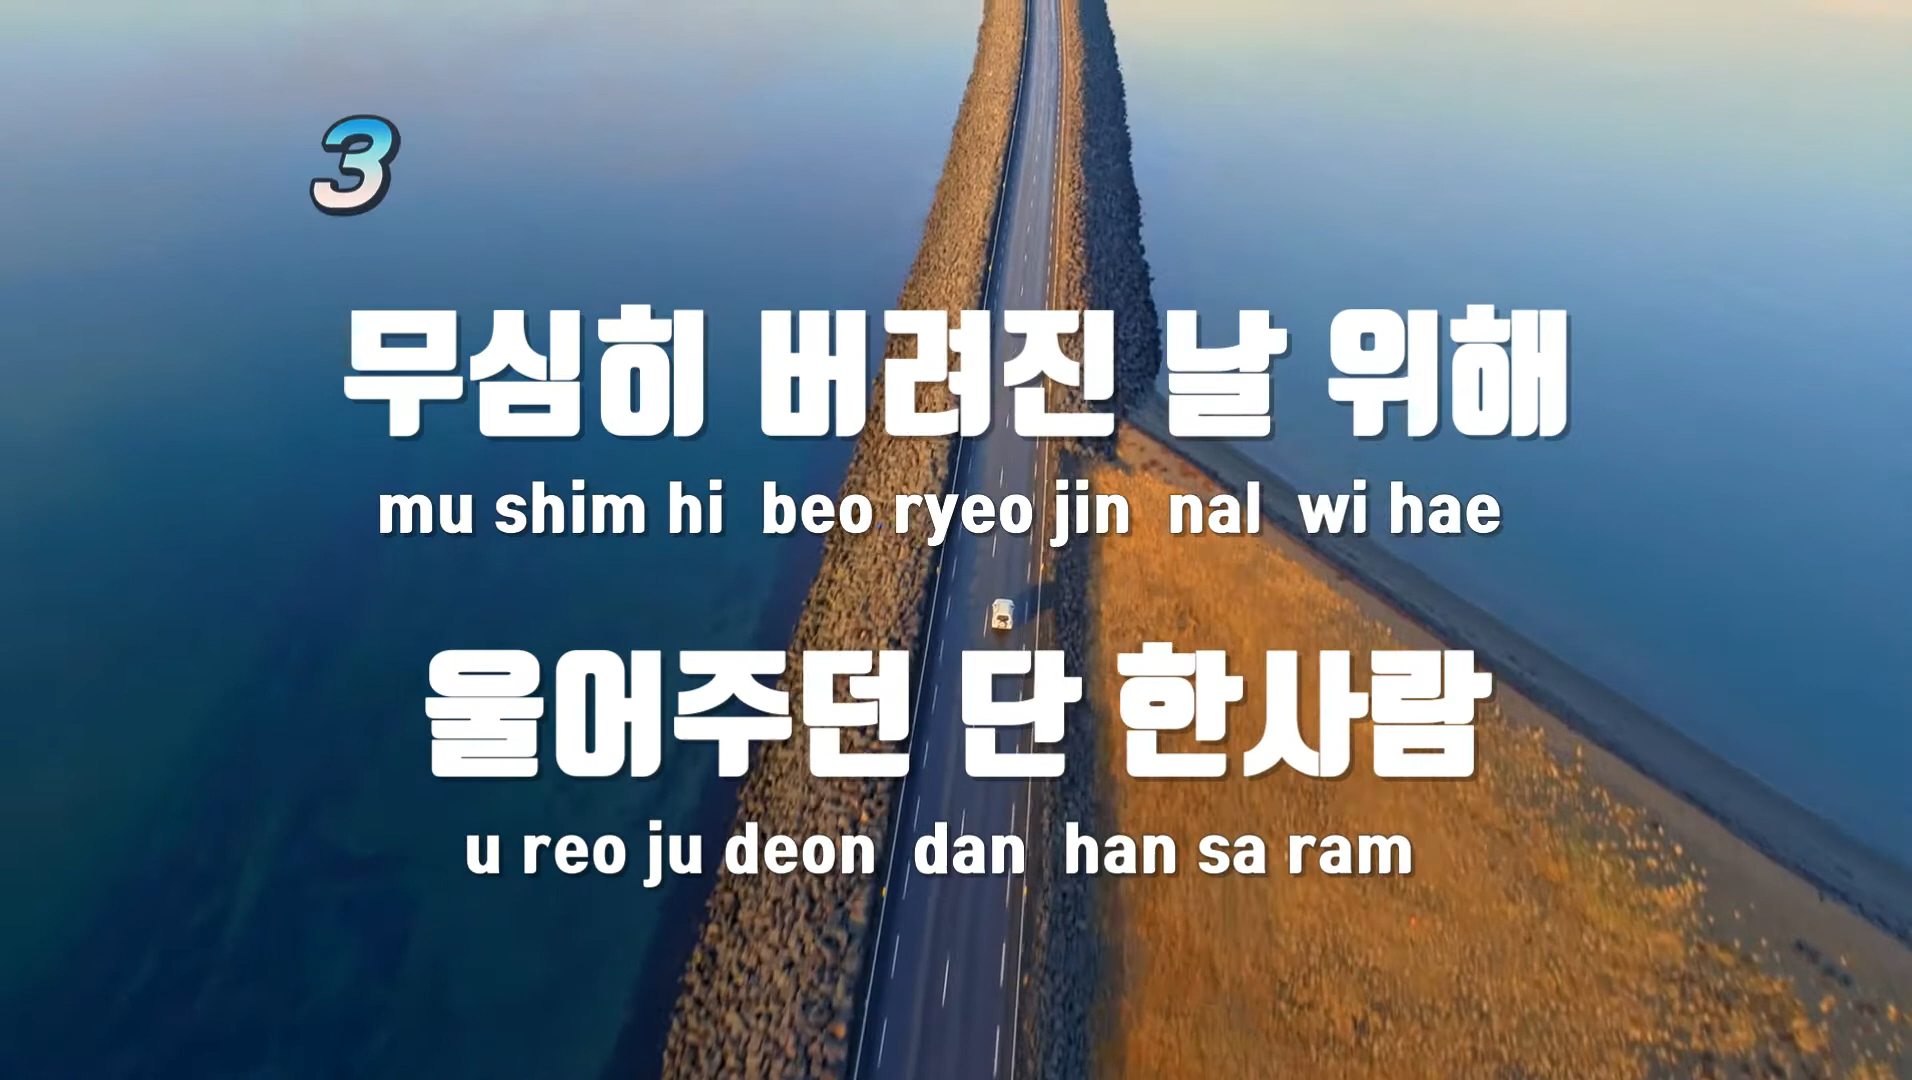 3
무심히 버려진 날 위해
mu shim hi beo ryeo jin nal wi hae
울어주던 단 한사람
u reo ju deon dan han sa ram